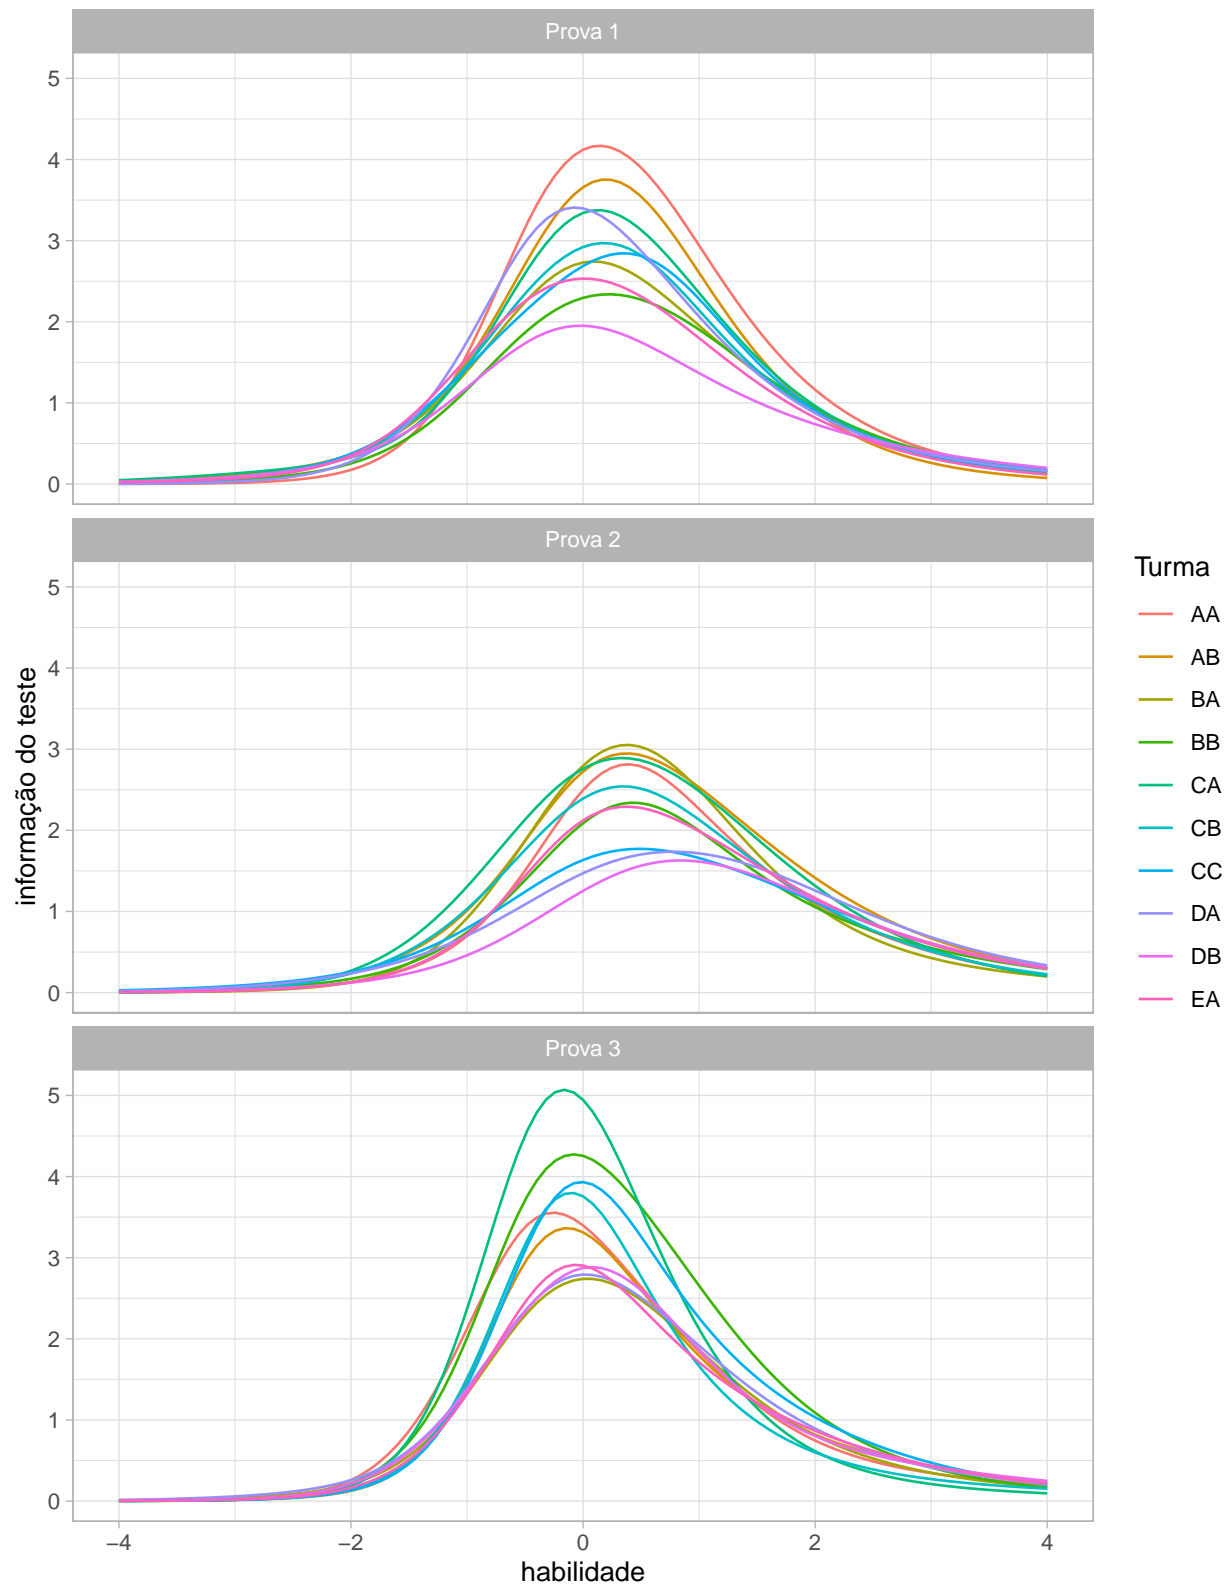 Prova 1
5
4
3
2
1
0
Prova 2
5
4
3
2
1
0
informação do teste
Prova 3
5
4
3
2
1
0
−4 −2 0 2 4
habilidade
Turma
AA
AB
BA
BB
CA
CB
CC
DA
DB
EA